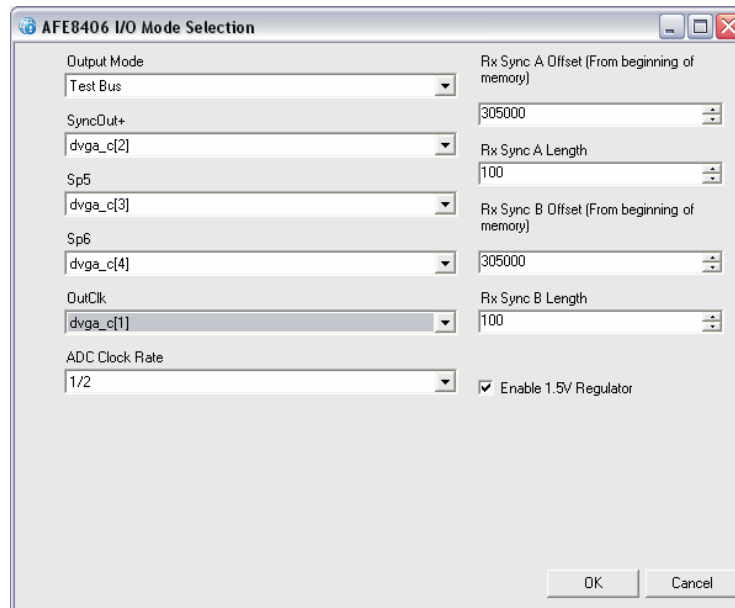 AFE8406 I/O Mode Selection
Output Mode
Test Bus
SyncOut+
dvga_c[2]
Sp5
dvga_c[3]
Sp6
dvga_c[4]
OutClk
dvga_c[1]
ADC Clock Rate
1/2
Rx Sync A Offset (From beginning of
memory)
305000
Rx Sync A Length
100
Rx Sync B Offset (From beginning of
memory)
305000
Rx Sync B Length
100
Enable 1.5V Regulator
OK
Cancel